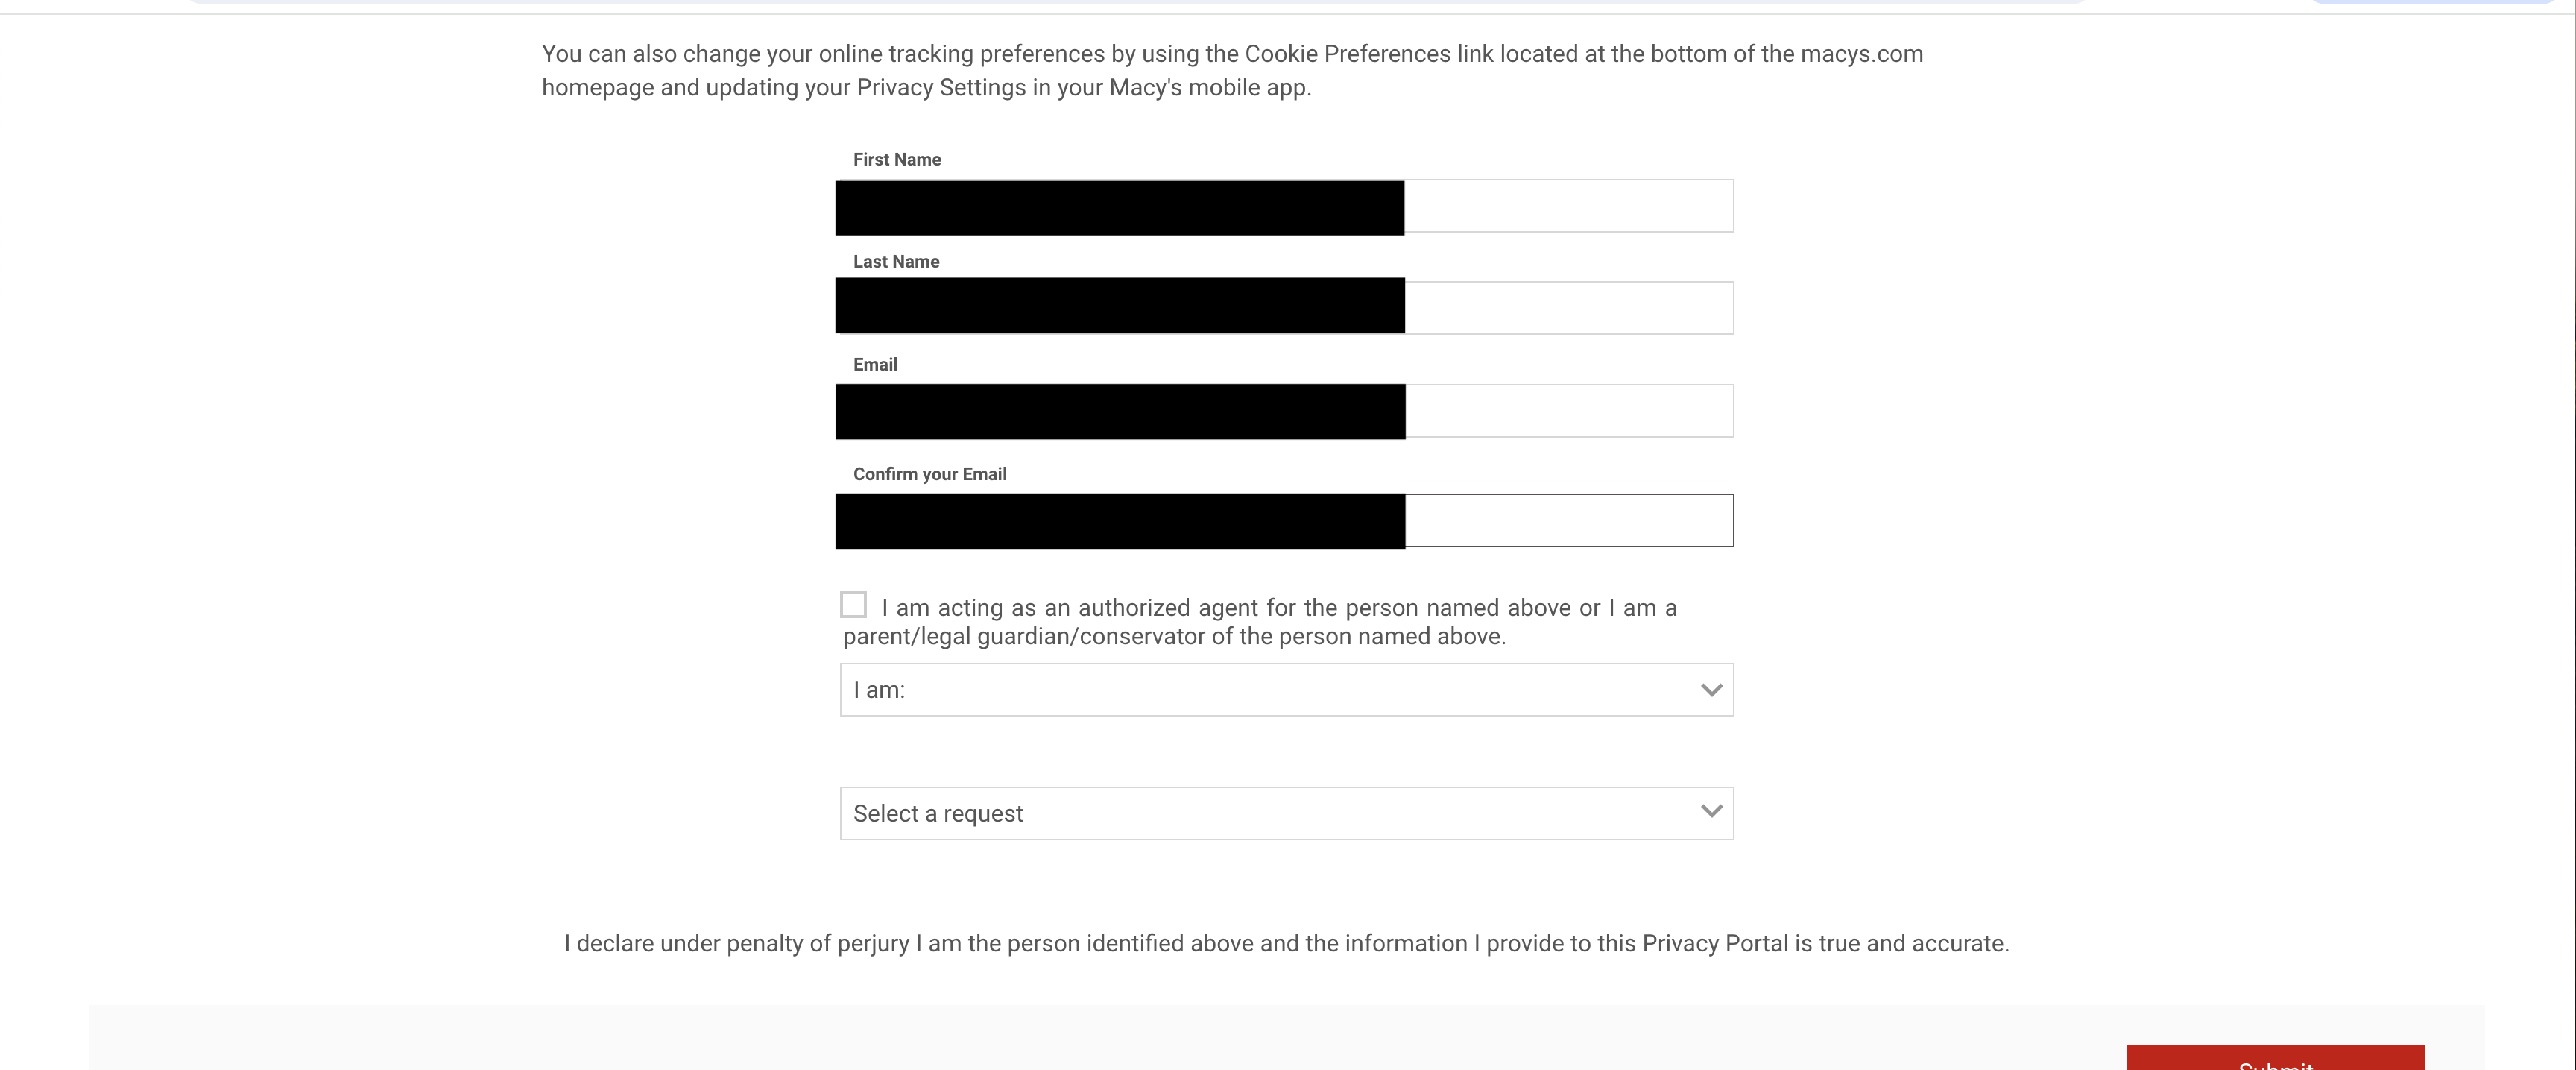 You can also change your online tracking preferences by using the Cookie Preferences link located at the bottom of the macys.com
homepage and updating your Privacy Settings in your Macy's mobile app.
First Name
Last Name
Email
Confirm your Email
I am acting as an authorized agent for the person named above or I am a
parent/legal guardian/conservator of the person named above.
I am:
Select a request
I declare under penalty of perjury I am the person identified above and the information I provide to this Privacy Portal is true and accurate.
Submit